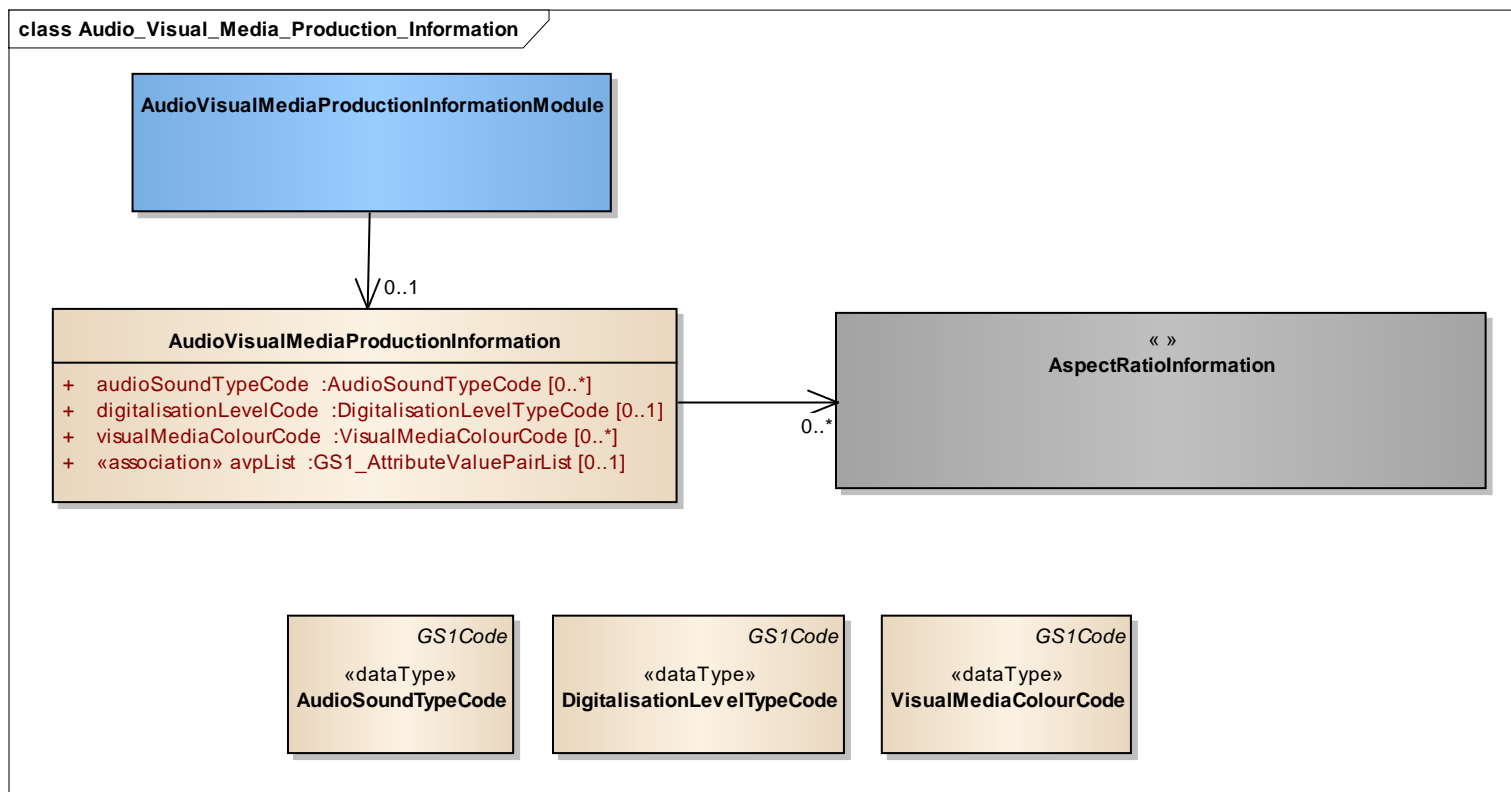 class Audio_Visual_Media_Production_Information
AudioVisualMediaProductionInformationModule
0..1
AudioVisualMediaProductionInformation
+ audioSoundTypeCode :AudioSoundTypeCode [0..*]
+ digitalisationLevelCode :DigitalisationLevelTypeCode [0..1]
+ visualMediaColourCode :VisualMediaColourCode [0..*]
+ «association» avpList :GS1_AttributeValuePairList [0..1]
0..*
« »
AspectRatioInformation
GS1Code
«dataType»
AudioSoundTypeCode
GS1Code
«dataType»
DigitalisationLevelTypeCode
GS1Code
«dataType»
VisualMediaColourCode